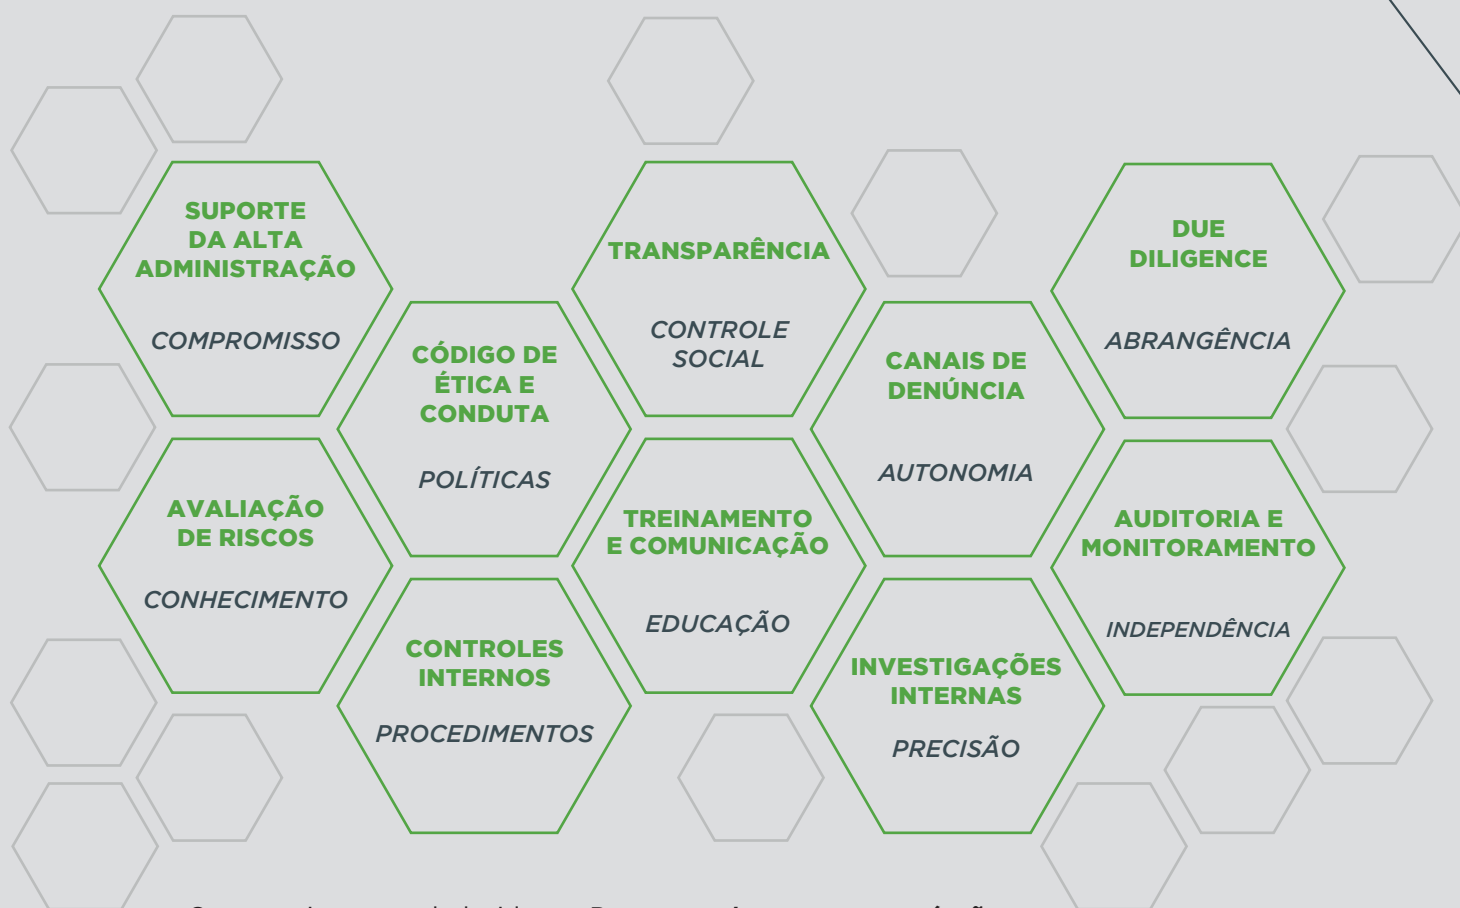 SUPORTE
DA ALTA
ADMINISTRAÇÃO
COMPROMISSO
AVALIAÇÃO
DE RISCOS
CONHECIMENTO
CÓDIGO DE
ÉTICA E
CONDUTA
POLÍTICAS
CONTROLES
INTERNOS
PROCEDIMENTOS
TRANSPARÊNCIA
CONTROLE
SOCIAL
TREINAMENTO
E COMUNICAÇÃO
EDUCAÇÃO
CANAIS DE
DENÚNCIA
AUTONOMIA
INVESTIGAÇÕES
INTERNAS
PRECISÃO
DUE
DILIGENCE
ABRANGÊNCIA
AUDITORIA E
MONITORAMENTO
INDEPENDÊNCIA